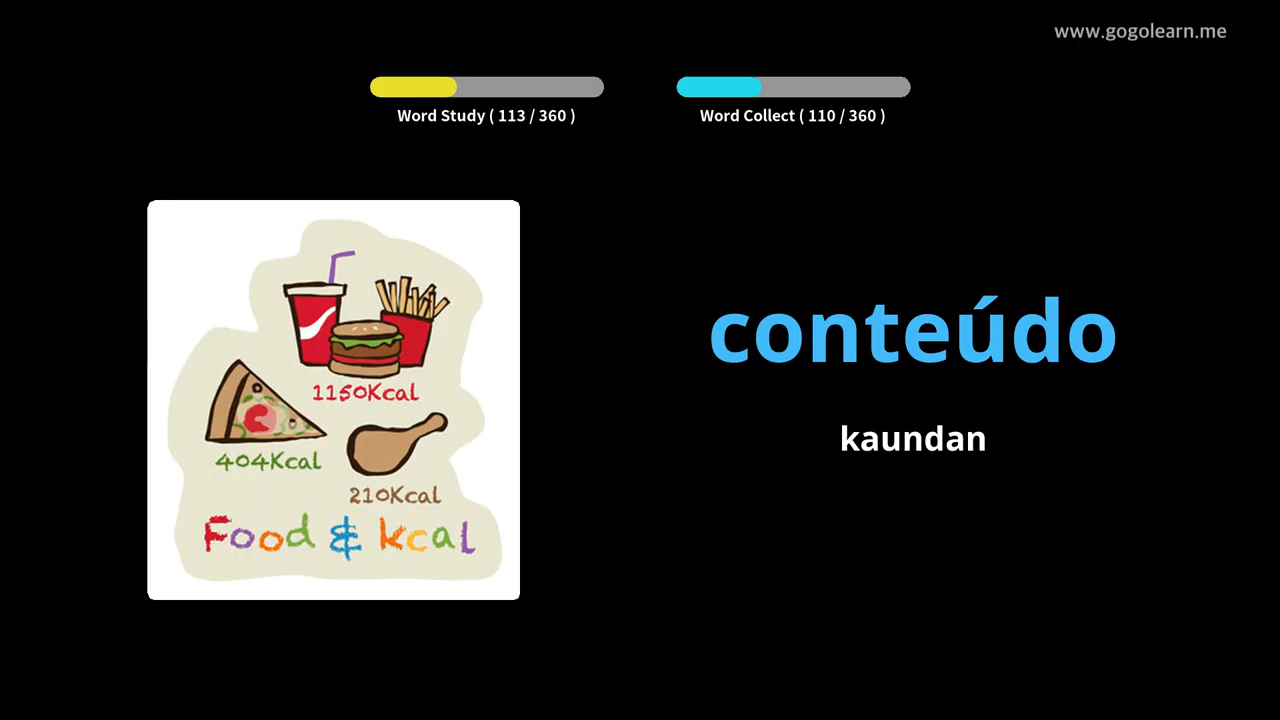 www.gogolearn.me
Word Study ( 113 / 360 )
Word Collect ( 110 / 360 )
1150Kcal
404Kcal
210Kcal
Food & kcal
conteúdo
kaundan